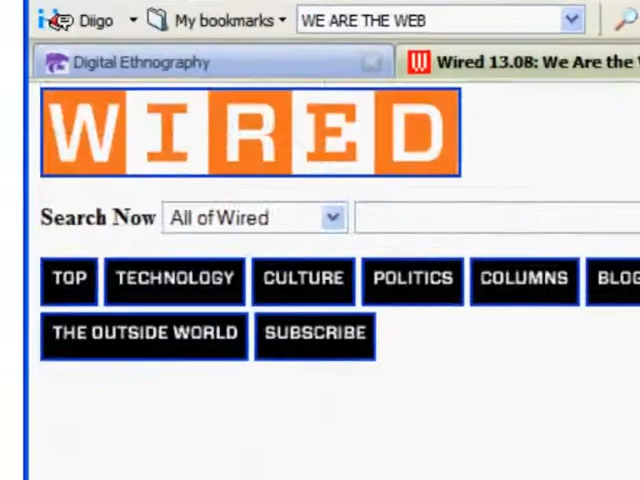 Diigo My bookmarks WE ARE THE WEB
Digital Ethnography Wired 13.08: We Are the
WIRED
Search Now All of Wired
TOP TECHNOLOGY CULTURE POLITICS COLUMNS BLOG
THE OUTSIDE WORLD SUBSCRIBE